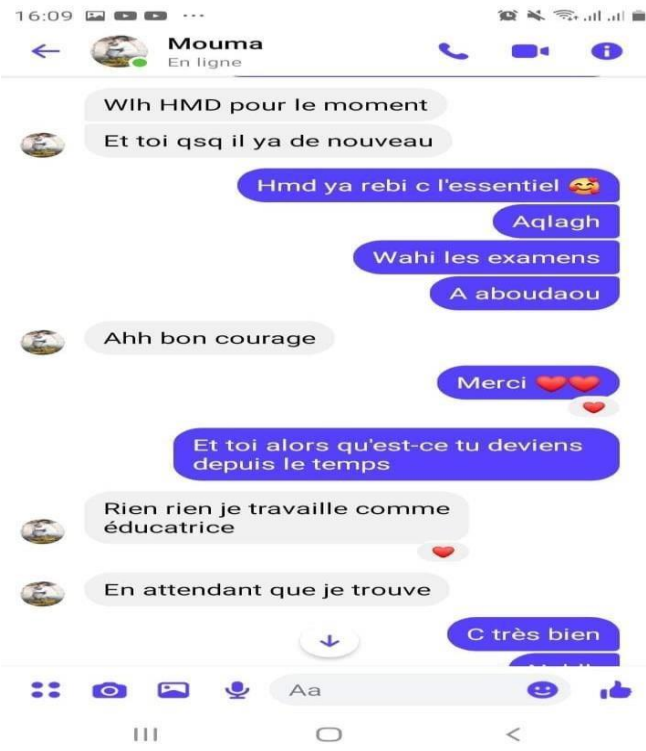 16:09
Mouma
En ligne
Wlh HMD pour le moment
Et toi qsq il ya de nouveau
Hmd ya rebi c l'essentiel 🥰
Aqlagh
Wahi les examens
A aboudaou
Ahh bon courage
Merci ❤️❤️
❤️
Et toi alors qu'est-ce tu deviens
depuis le temps
Rien rien je travaille comme
éducatrice
❤️
En attendant que je trouve
C très bien
Aa